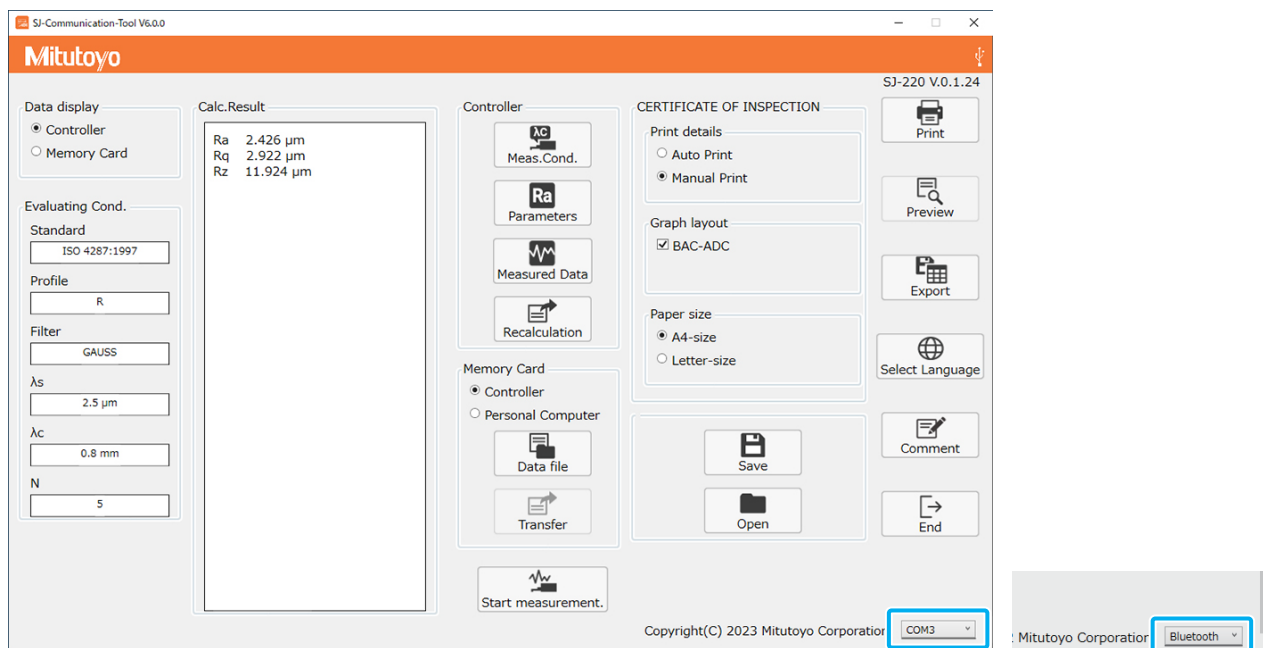 SJ-Communication-Tool V6.0.0
Mitutoyo
SJ-220 V.0.1.24
Data display
Controller
Memory Card
Evaluating Cond.
Standard
ISO 4287:1997
Profile
R
Filter
GAUSS
λs
2.5 µm
λc
0.8 mm
N
5
Calc.Result
Ra 2.426 µm
Rq 2.922 µm
Rz 11.924 µm
Controller
λC
Meas.Cond.
Ra
Parameters
Measured Data
Recalculation
Memory Card
Controller
Personal Computer
Data file
Transfer
Start measurement.
CERTIFICATE OF INSPECTION
Print details
Auto Print
Manual Print
Graph layout
BAC-ADC
Paper size
A4-size
Letter-size
Save
Open
Print
Preview
Export
Select Language
Comment
End
Copyright(C) 2023 Mitutoyo Corporation
COM3
Mitutoyo Corporation
Bluetooth